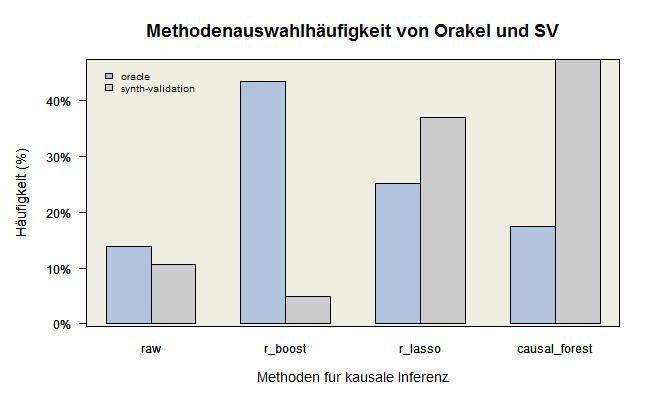 Methodenauswahlhäufigkeit von Orakel und SV
oracle
synth-validation
Häufigkeit (%)
40%
30%
20%
10%
0%
raw r_boost r_lasso causal_forest
Methoden fur kausale Inferenz